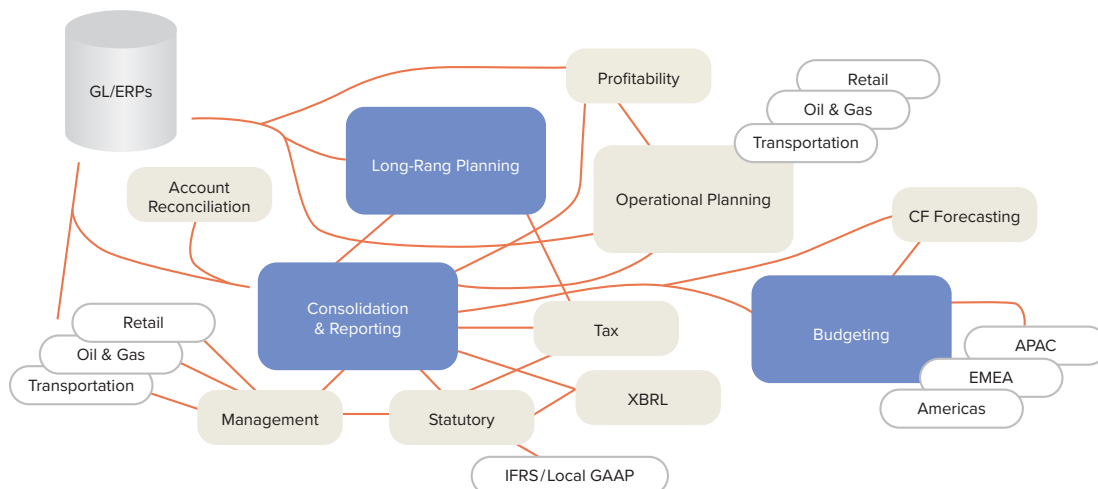 GL/ERPs
Profitability
Retail
Oil & Gas
Transportation
Long-Rang Planning
Account
Reconciliation
Operational Planning
CF Forecasting
Consolidation
& Reporting
Retail
Oil & Gas
Transportation
Tax
Budgeting
APAC
EMEA
Americas
XBRL
Management
Statutory
IFRS/Local GAAP